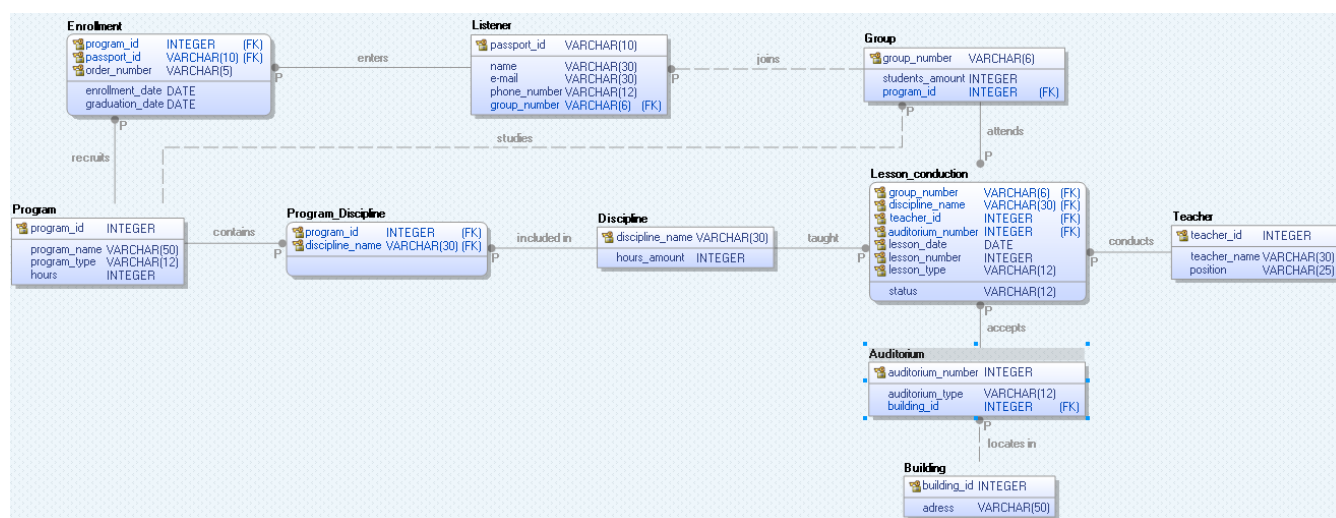 Enrollment
program_id INTEGER (FK)
passport_id VARCHAR(10) (FK)
order_number VARCHAR(5)
enrollment_date DATE
graduation_date DATE
P
enters
Listener
passport_id VARCHAR(10)
name VARCHAR(30)
e-mail VARCHAR(30)
phone_number VARCHAR(12)
group_number VARCHAR(6) (FK)
P
joins
Group
group_number VARCHAR(6)
students_amount INTEGER
program_id INTEGER (FK)
P
recruits
P
studies
attends
P
Program
program_id INTEGER
program_name VARCHAR(50)
program_type VARCHAR(12)
hours INTEGER
contains
P
Program_Discipline
program_id INTEGER (FK)
discipline_name VARCHAR(30) (FK)
P
included in
Discipline
discipline_name VARCHAR(30)
hours_amount INTEGER
taught
P
Lesson_conduction
group_number VARCHAR(6) (FK)
discipline_name VARCHAR(30) (FK)
teacher_id INTEGER (FK)
auditorium_number INTEGER (FK)
lesson_date DATE
lesson_number INTEGER
lesson_type VARCHAR(12)
status VARCHAR(12)
P
conducts
Teacher
teacher_id INTEGER
teacher_name VARCHAR(30)
position VARCHAR(25)
P
accepts
Auditorium
auditorium_number INTEGER
auditorium_type VARCHAR(12)
building_id INTEGER (FK)
P
locates in
Building
building_id INTEGER
adress VARCHAR(50)